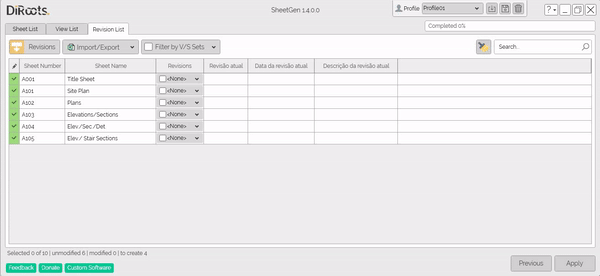 DiRoots
SheetGen 1.4.0.0
Profile Profile01
?
Completed 0%
Sheet List View List Revision List
Revisions Import/Export Filter by V/S Sets Search..
Sheet Number Sheet Name Revisions Revisão atual Data da revisão atual Descrição da revisão atual
A001 Title Sheet <None>
A101 Site Plan <None>
A102 Plans <None>
A103 Elevations/Sections <None>
A104 Elev./Sec./Det <None>
A105 Elev./ Stair Sections <None>
Selected 0 of 10 | unmodified 6 | modified 0 | to create 4
Feedback Donate Custom Software Previous Apply